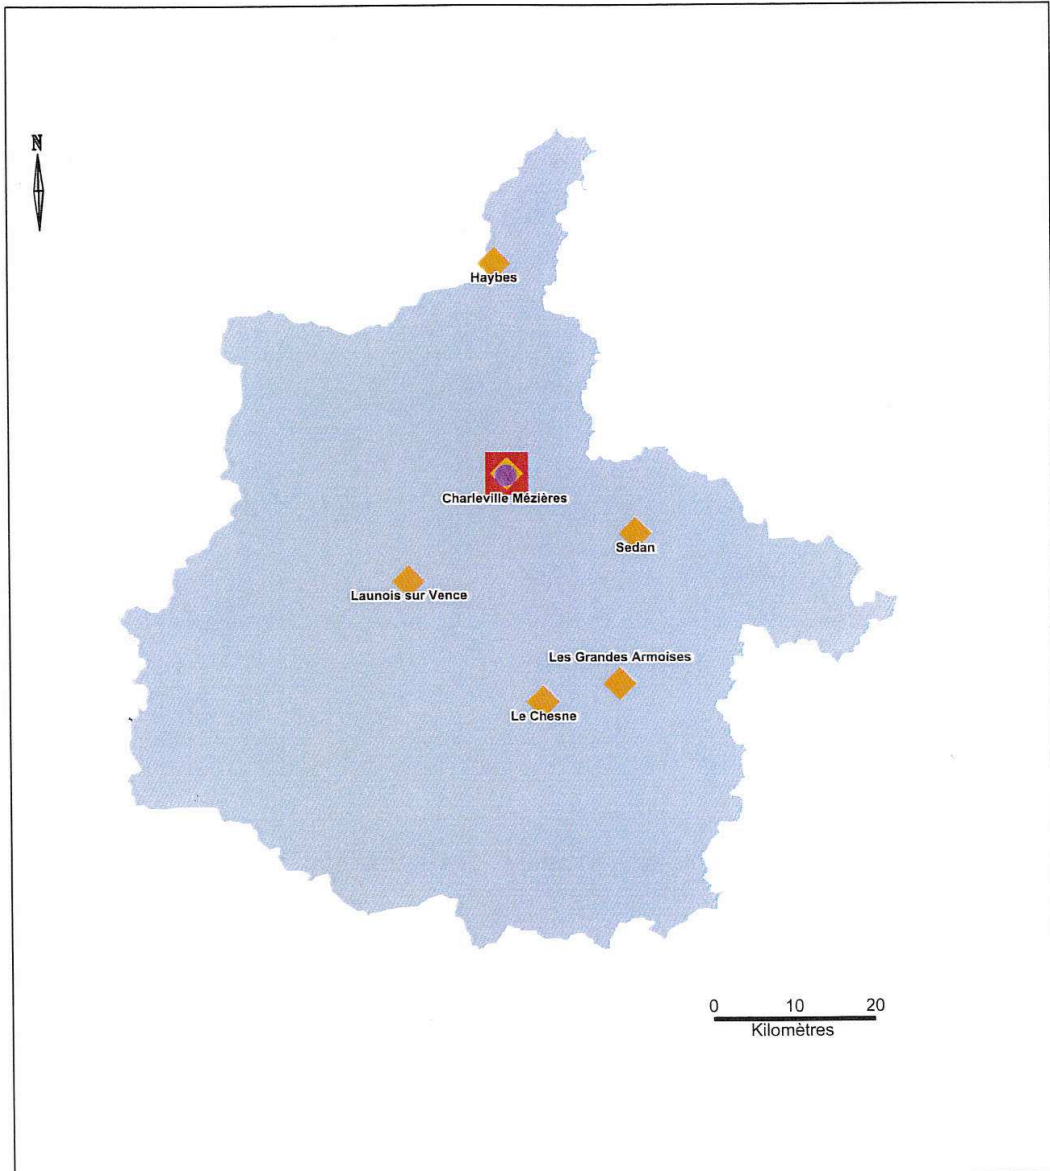 N
Haybes
Charleville Mézières
Sedan
Launois sur Vence
Les Grandes Armoises
Le Chesne
0 10 20
Kilomètres